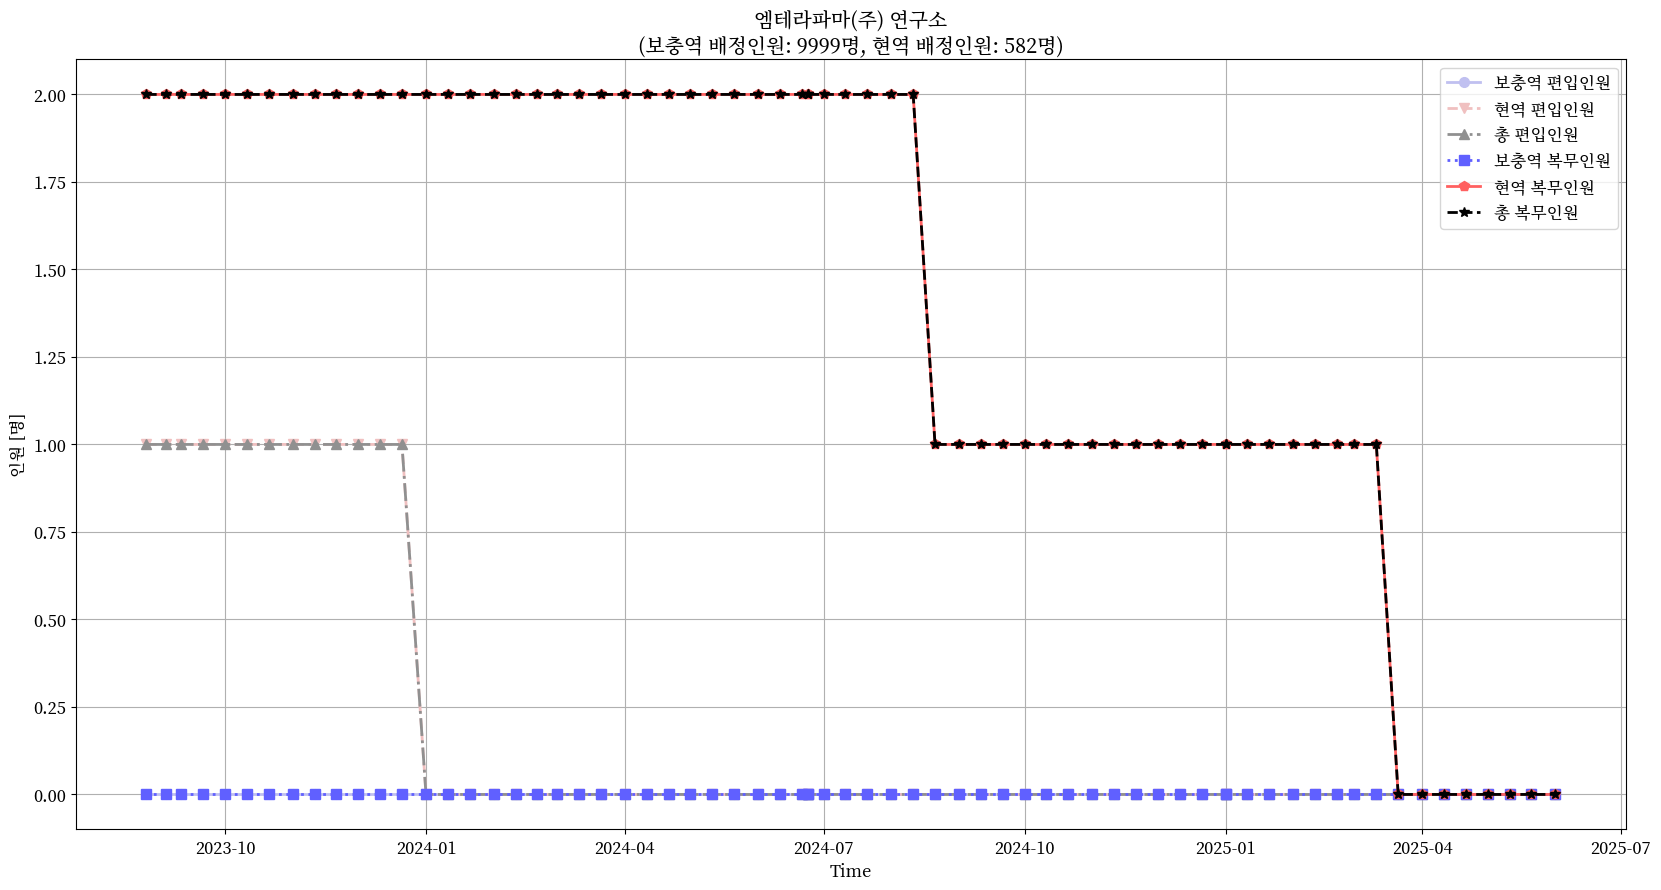 엠테라파마(주) 연구소
(보충역 배정인원: 9999명, 현역 배정인원: 582명)
보충역 편입인원
현역 편입인원
총 편입인원
보충역 복무인원
현역 복무인원
총 복무인원
인원 [명]
2.00
1.75
1.50
1.25
1.00
0.75
0.50
0.25
0.00
2023-10
2024-01
2024-04
2024-07
2024-10
2025-01
2025-04
2025-07
Time